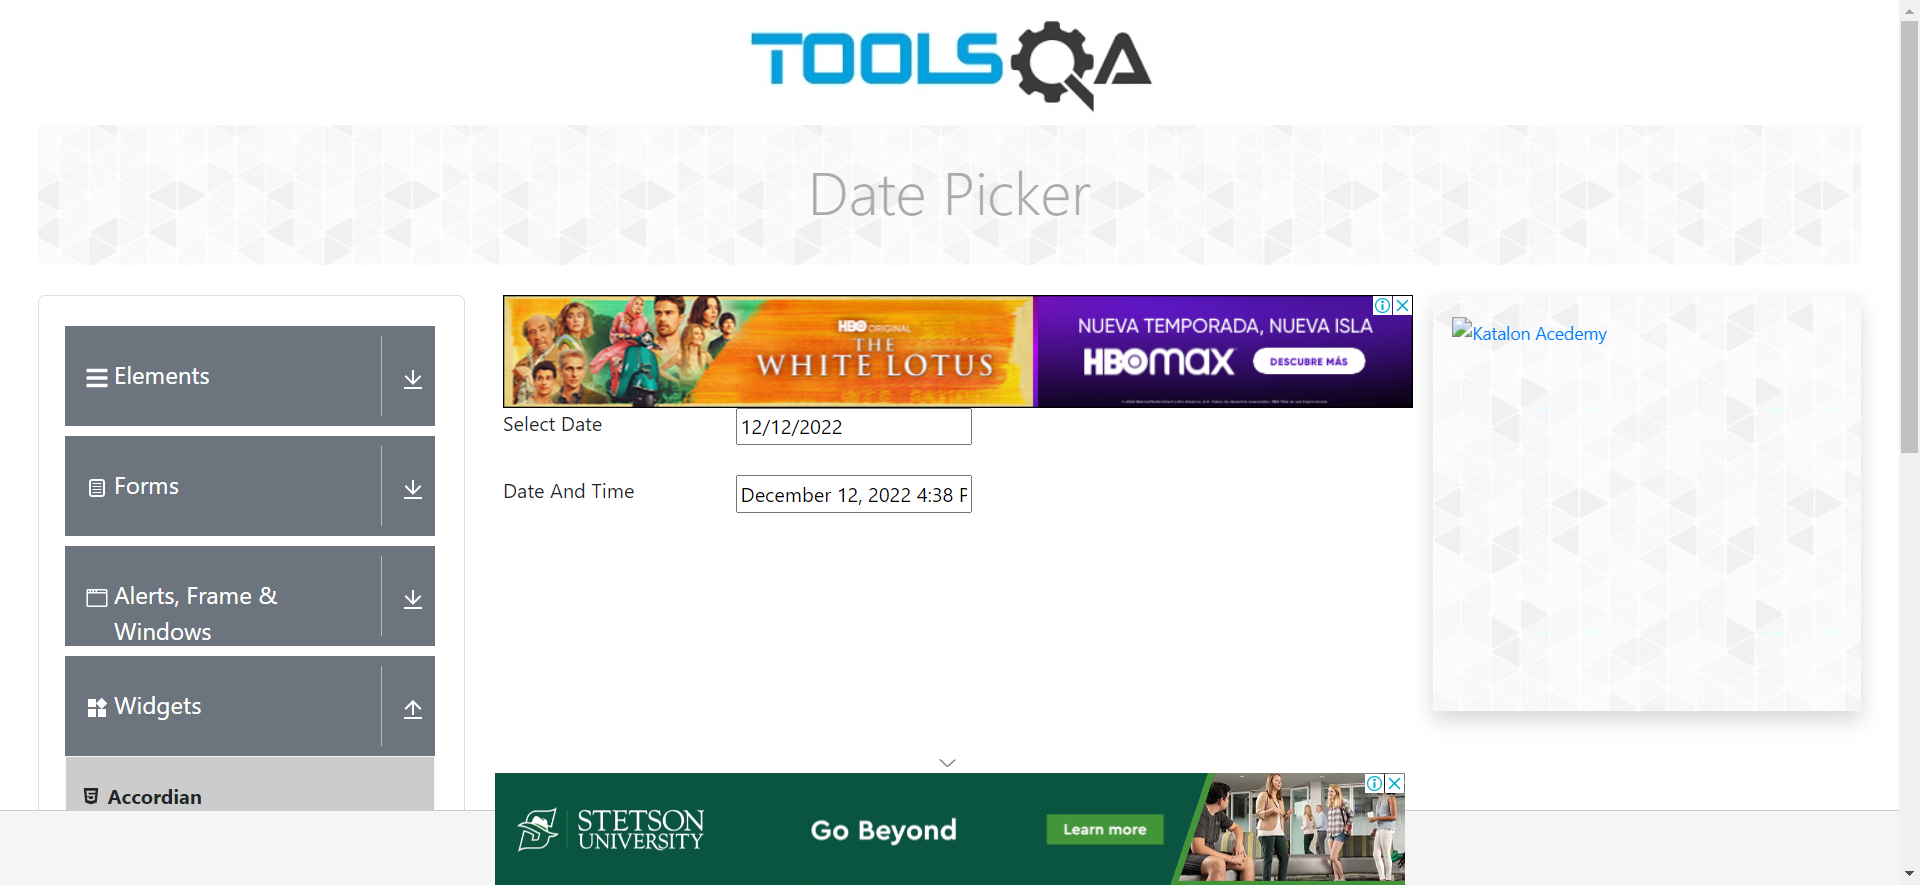 TOOLSQA
Date Picker
Elements
Forms
Alerts, Frame &
Windows
Widgets
Accordian
HBO ORIGINAL
THE
WHITE LOTUS
NUEVA TEMPORADA, NUEVA ISLA
HBOMAX
DESCUBRE MÁS
Select Date
12/12/2022
Date And Time
December 12, 2022 4:38 P
Katalon Acedemy
STETSON
UNIVERSITY
Go Beyond
Learn more